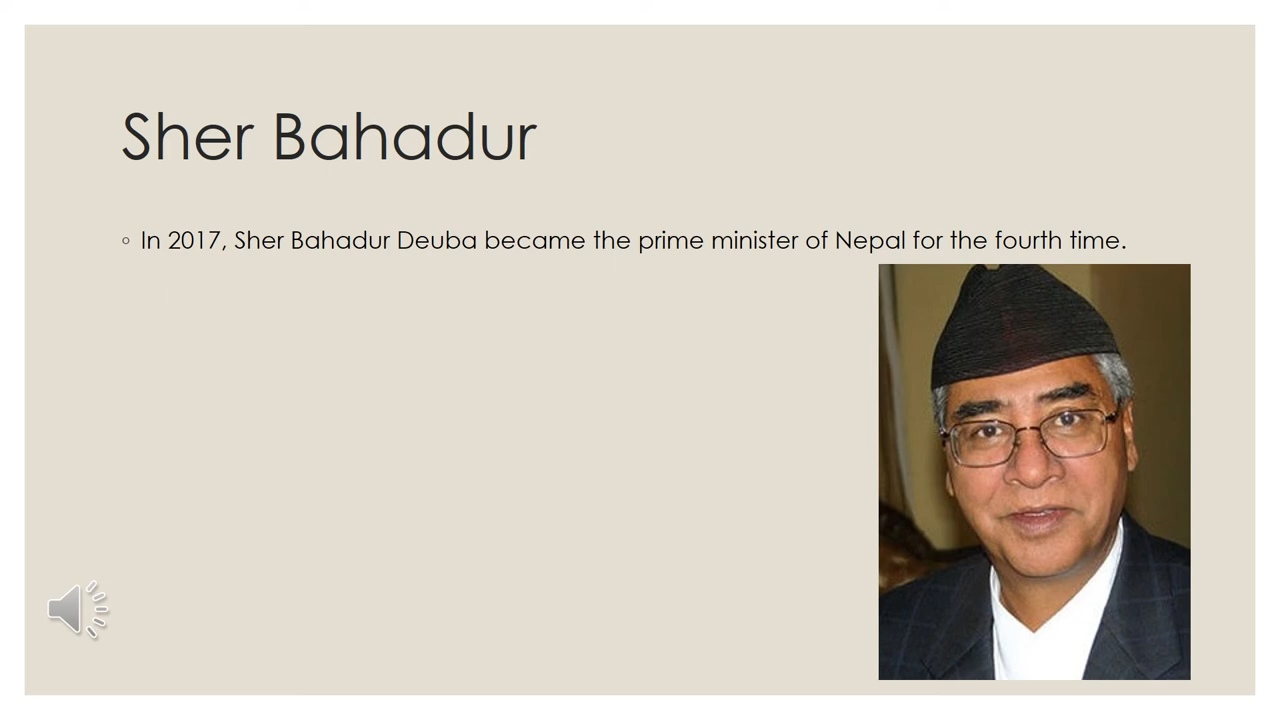 Sher Bahadur
◦ In 2017, Sher Bahadur Deuba became the prime minister of Nepal for the fourth time.